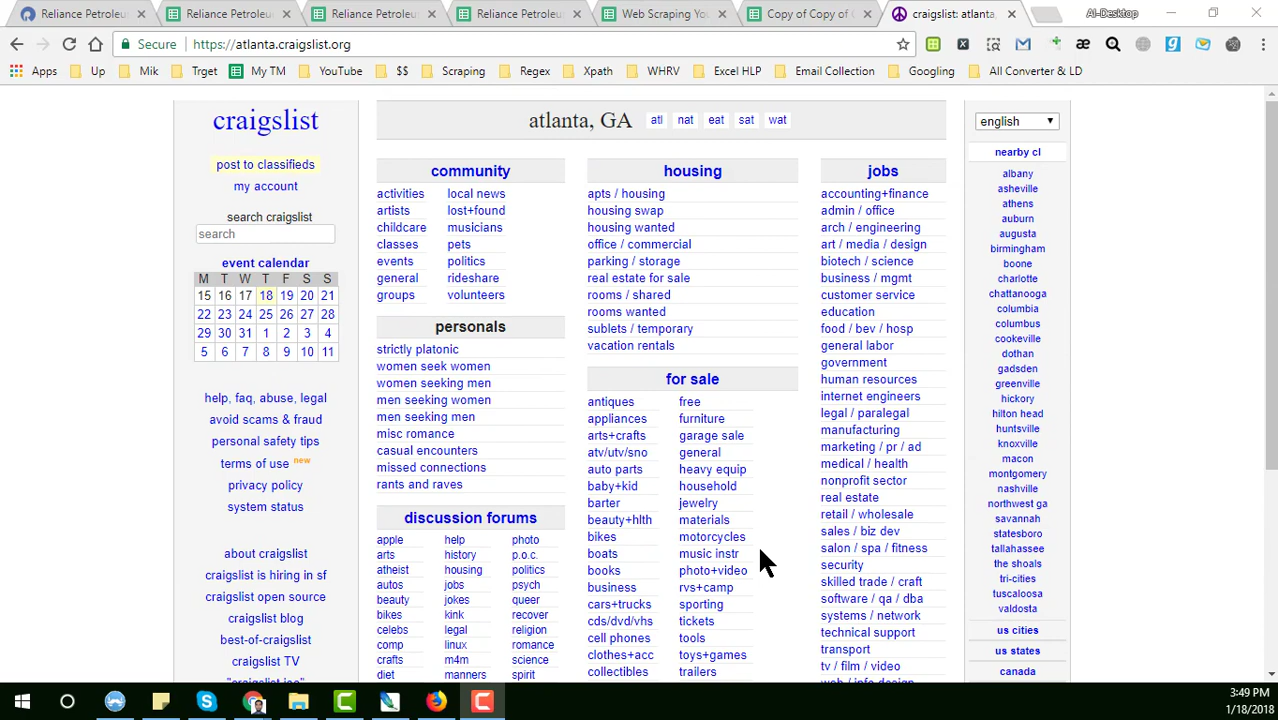 Reliance Petroleu
Reliance Petroleu
Reliance Petroleu
Reliance Petroleu
Web Scraping Yo
Copy of Copy of C
craigslist: atlanta,
AI-Desktop
Secure
https://atlanta.craigslist.org
Apps
Up
Mik
Trget
My TM
YouTube
$$
Scraping
Regex
Xpath
WHRV
Excel HLP
Email Collection
Googling
All Converter & LD
craigslist
post to classifieds
my account
search craigslist
search
event calendar
M T W T F S S
15 16 17 18 19 20 21
22 23 24 25 26 27 28
29 30 31 1 2 3 4
5 6 7 8 9 10 11
help, faq, abuse, legal
avoid scams & fraud
personal safety tips
terms of use new
privacy policy
system status
about craigslist
craigslist is hiring in sf
craigslist open source
craigslist blog
best-of-craigslist
craigslist TV
"craigslist joe"
atlanta, GA
atl nat eat sat wat
community
activities
artists
childcare
classes
events
general
groups
local news
lost+found
musicians
pets
politics
rideshare
volunteers
personals
strictly platonic
women seek women
women seeking men
men seeking women
men seeking men
misc romance
casual encounters
missed connections
rants and raves
discussion forums
apple
arts
atheist
autos
beauty
bikes
celebs
comp
crafts
diet
help
history
housing
jobs
jokes
kink
legal
linux
m4m
manners
photo
p.o.c.
politics
psych
queer
recover
religion
romance
science
spirit
housing
apts / housing
housing swap
housing wanted
office / commercial
parking / storage
real estate for sale
rooms / shared
rooms wanted
sublets / temporary
vacation rentals
for sale
antiques
appliances
arts+crafts
atv/utv/sno
auto parts
baby+kid
barter
beauty+hlth
bikes
boats
books
business
cars+trucks
cds/dvd/vhs
cell phones
clothes+acc
collectibles
free
furniture
garage sale
general
heavy equip
household
jewelry
materials
motorcycles
music instr
photo+video
rvs+camp
sporting
tickets
tools
toys+games
trailers
jobs
accounting+finance
admin / office
arch / engineering
art / media / design
biotech / science
business / mgmt
customer service
education
food / bev / hosp
general labor
government
human resources
internet engineers
legal / paralegal
manufacturing
marketing / pr / ad
medical / health
nonprofit sector
real estate
retail / wholesale
sales / biz dev
salon / spa / fitness
security
skilled trade / craft
software / qa / dba
systems / network
technical support
transport
tv / film / video
web / info design
english
nearby cl
albany
asheville
athens
auburn
augusta
birmingham
boone
charlotte
chattanooga
columbia
columbus
cookeville
dothan
gadsden
greenville
hickory
hilton head
huntsville
knoxville
macon
montgomery
nashville
northwest ga
savannah
statesboro
tallahassee
the shoals
tri-cities
tuscaloosa
valdosta
us cities
us states
canada
3:49 PM
1/18/2018